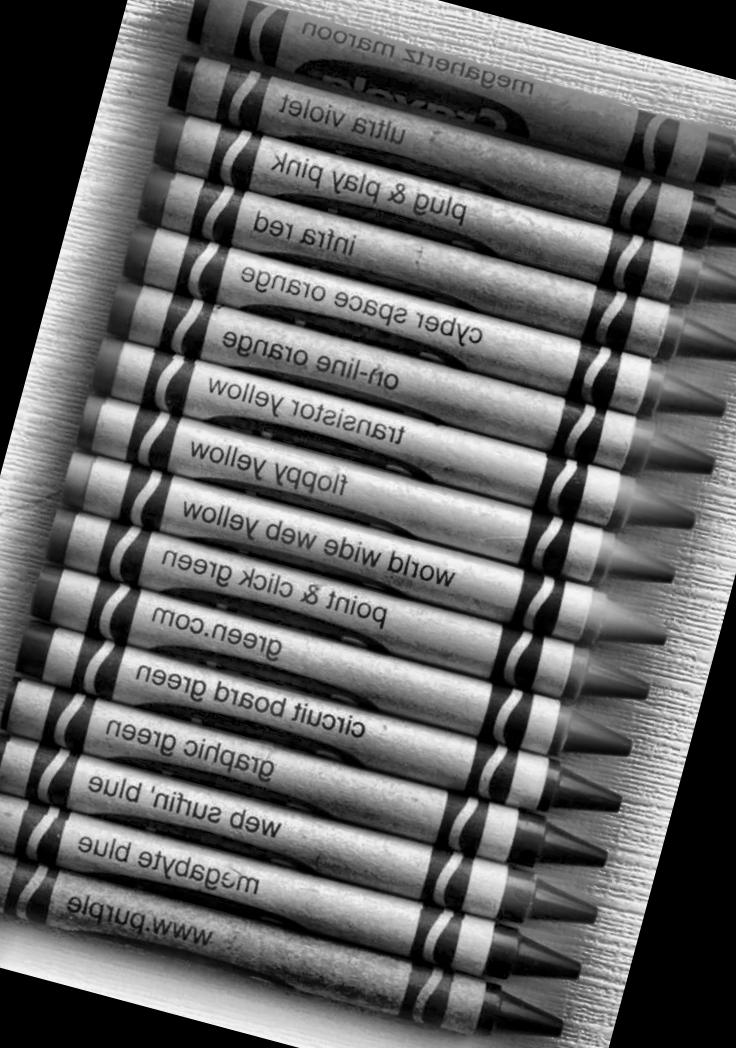 megahertz maroon
Crayola
ultra violet
plug & play pink
infra red
cyber space orange
on-line orange
transistor yellow
floppy yellow
world wide web yellow
point & click green
green.com
circuit board green
graphic green
web surfin' blue
megabyte blue
www.purple